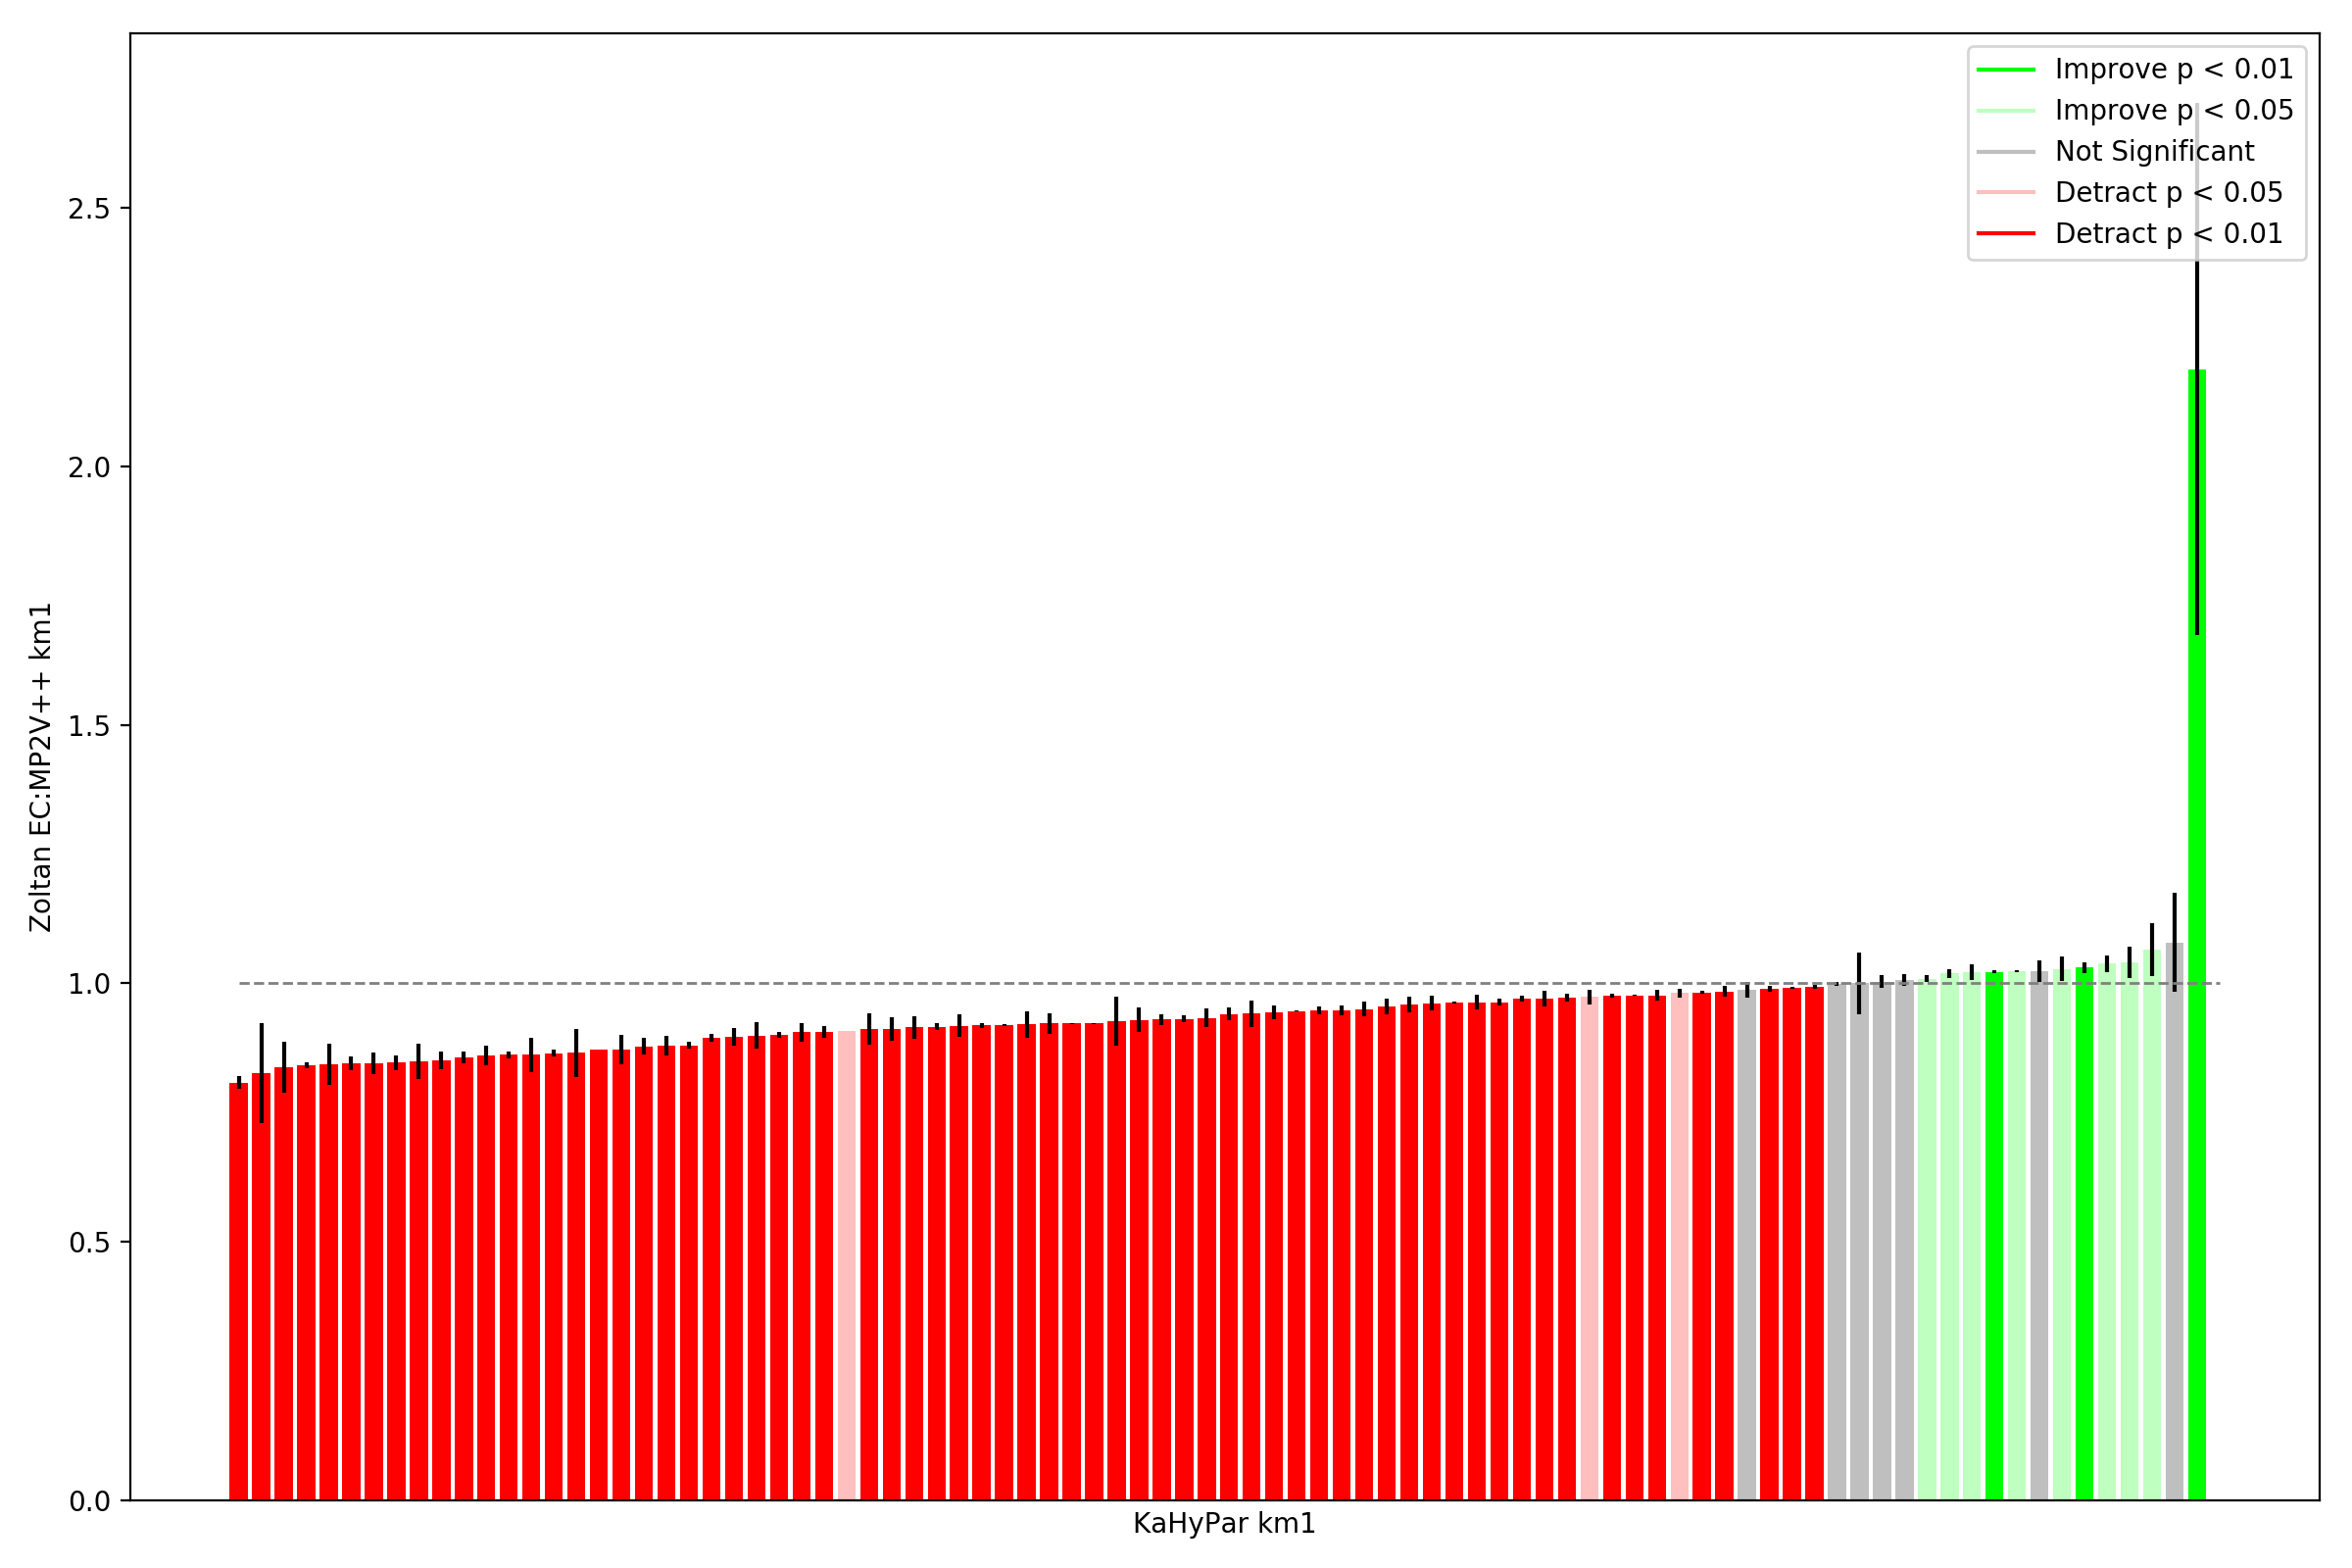 Improve p < 0.01
Improve p < 0.05
Not Significant
Detract p < 0.05
Detract p < 0.01
2.5
2.0
1.5
1.0
0.5
0.0
Zoltan EC:MP2V++ km1
KaHyPar km1